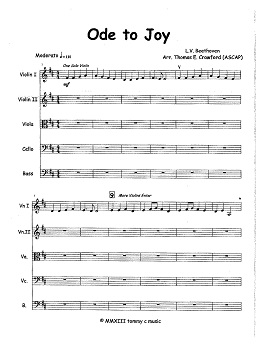 Ode to Joy
L.V. Beethoven
Moderato
Arr. Thomas E. Crawford (ASCAP)
One Solo Violin
Violin I
mf
Violin II
Viola
Cello
Bass
9 More Violins Enter
Vn.I
Vn.II
Va.
Vc.
B.
© MMXIII tommy c music